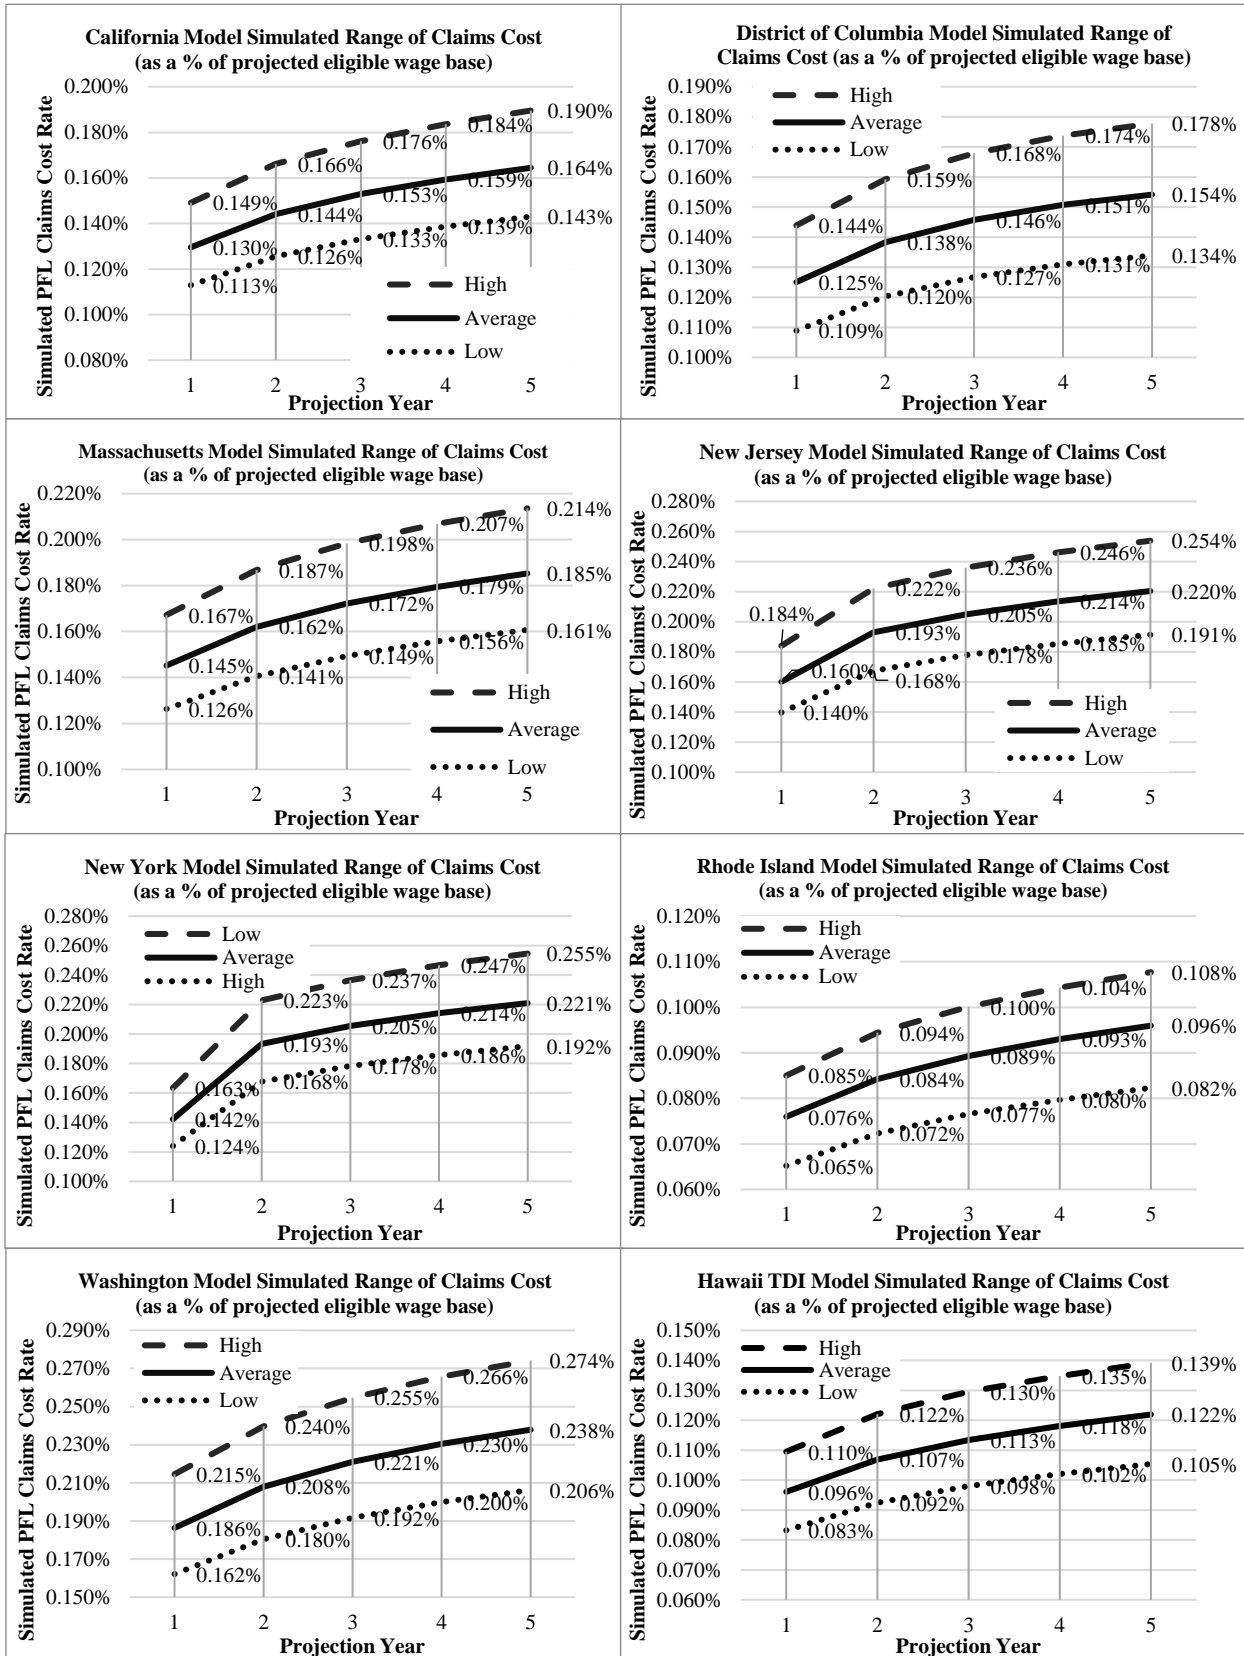 California Model Simulated Range of Claims Cost
(as a % of projected eligible wage base)
Simulated PFL Claims Cost Rate
0.200%
0.180%
0.160%
0.140%
0.120%
0.100%
0.080%
0.149%
0.166%
0.176%
0.184%
0.190%
0.130%
0.144%
0.153%
0.159%
0.164%
0.113%
0.126%
0.133%
0.139%
0.143%
High
Average
Low
1 2 3 4 5
Projection Year
District of Columbia Model Simulated Range of
Claims Cost (as a % of projected eligible wage base)
Simulated PFL Claims Cost Rate
0.190%
0.180%
0.170%
0.160%
0.150%
0.140%
0.130%
0.120%
0.110%
0.100%
High
Average
Low
0.144%
0.159%
0.168%
0.174%
0.178%
0.125%
0.138%
0.146%
0.151%
0.154%
0.109%
0.120%
0.127%
0.131%
0.134%
1 2 3 4 5
Projection Year
Massachusetts Model Simulated Range of Claims Cost
(as a % of projected eligible wage base)
Simulated PFL Claims Cost Rate
0.220%
0.200%
0.180%
0.160%
0.140%
0.120%
0.100%
0.167%
0.187%
0.198%
0.207%
0.214%
0.145%
0.162%
0.172%
0.179%
0.185%
0.126%
0.141%
0.149%
0.156%
0.161%
High
Average
Low
1 2 3 4 5
Projection Year
New Jersey Model Simulated Range of Claims Cost
(as a % of projected eligible wage base)
Simulated PFL Claimst Cost Rate
0.280%
0.260%
0.240%
0.220%
0.200%
0.180%
0.160%
0.140%
0.120%
0.100%
0.184%
0.222%
0.236%
0.246%
0.254%
0.160%
0.193%
0.205%
0.214%
0.220%
0.140%
0.168%
0.178%
0.185%
0.191%
High
Average
Low
1 2 3 4 5
Projection Year
New York Model Simulated Range of Claims Cost
(as a % of projected eligible wage base)
Simulated PFL Claims Cost Rate
0.280%
0.260%
0.240%
0.220%
0.200%
0.180%
0.160%
0.140%
0.120%
0.100%
Low
Average
High
0.163%
0.223%
0.237%
0.247%
0.255%
0.142%
0.193%
0.205%
0.214%
0.221%
0.124%
0.168%
0.178%
0.186%
0.192%
1 2 3 4 5
Projection Year
Rhode Island Model Simulated Range of Claims Cost
(as a % of projected eligible wage base)
Simulated PFL Claims Cost Rate
0.120%
0.110%
0.100%
0.090%
0.080%
0.070%
0.060%
High
Average
Low
0.085%
0.094%
0.100%
0.104%
0.108%
0.076%
0.084%
0.089%
0.093%
0.096%
0.065%
0.072%
0.077%
0.080%
0.082%
1 2 3 4 5
Projection Year
Washington Model Simulated Range of Claims Cost
(as a % of projected eligible wage base)
Simulated PFL Claims Cost Rate
0.290%
0.270%
0.250%
0.230%
0.210%
0.190%
0.170%
0.150%
High
Average
Low
0.215%
0.240%
0.255%
0.266%
0.274%
0.186%
0.208%
0.221%
0.230%
0.238%
0.162%
0.180%
0.192%
0.200%
0.206%
1 2 3 4 5
Projection Year
Hawaii TDI Model Simulated Range of Claims Cost
(as a % of projected eligible wage base)
Simulated PFL Claims Cost Rate
0.150%
0.140%
0.130%
0.120%
0.110%
0.100%
0.090%
0.080%
0.070%
0.060%
High
Average
Low
0.110%
0.122%
0.130%
0.135%
0.139%
0.096%
0.107%
0.113%
0.118%
0.122%
0.083%
0.092%
0.098%
0.102%
0.105%
1 2 3 4 5
Projection Year